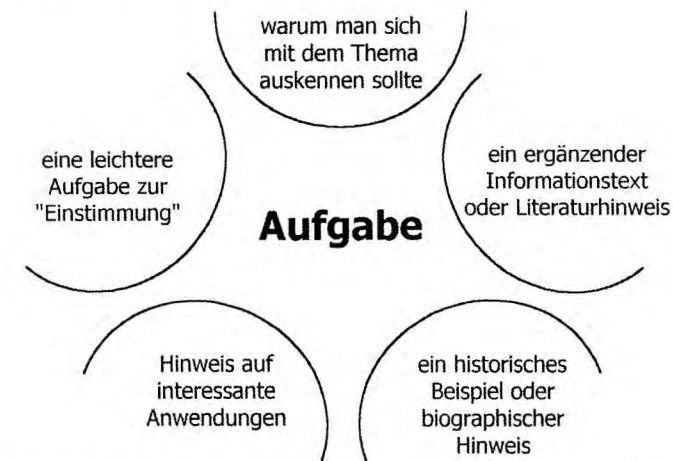 warum man sich
mit dem Thema
auskennen sollte
eine leichtere
Aufgabe zur
"Einstimmung"
ein ergänzender
Informationstext
oder Literaturhinweis
Aufgabe
Hinweis auf
interessante
Anwendungen
ein historisches
Beispiel oder
biographischer
Hinweis